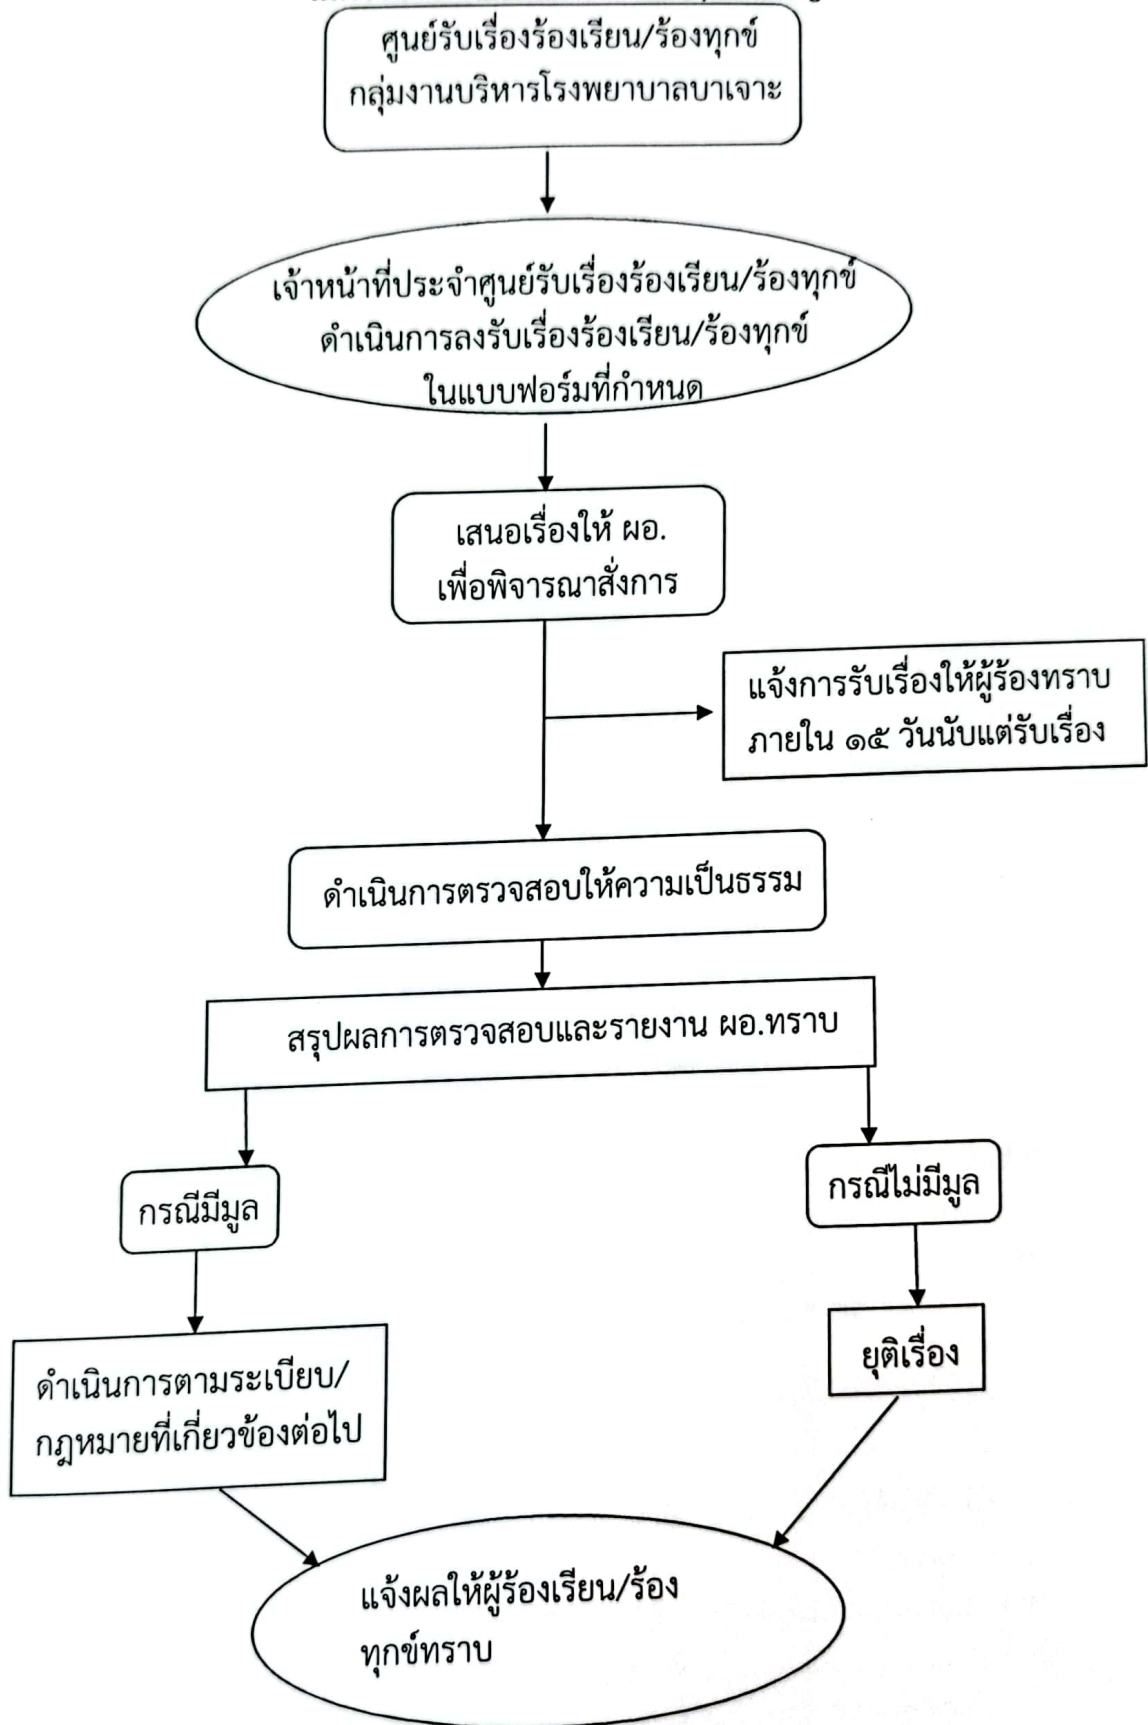 ศูนย์รับเรื่องร้องเรียน/ร้องทุกข์
กลุ่มงานบริหารโรงพยาบาลบาเจาะ
เจ้าหน้าที่ประจำศูนย์รับเรื่องร้องเรียน/ร้องทุกข์
ดำเนินการลงรับเรื่องร้องเรียน/ร้องทุกข์
ในแบบฟอร์มที่กำหนด
เสนอเรื่องให้ ผอ.
เพื่อพิจารณาสั่งการ
แจ้งการรับเรื่องให้ผู้ร้องทราบ
ภายใน ๑๕ วันนับแต่รับเรื่อง
ดำเนินการตรวจสอบให้ความเป็นธรรม
สรุปผลการตรวจสอบและรายงาน ผอ.ทราบ
กรณีมีมูล
กรณีไม่มีมูล
ดำเนินการตามระเบียบ/
กฎหมายที่เกี่ยวข้องต่อไป
ยุติเรื่อง
แจ้งผลให้ผู้ร้องเรียน/ร้อง
ทุกข์ทราบ